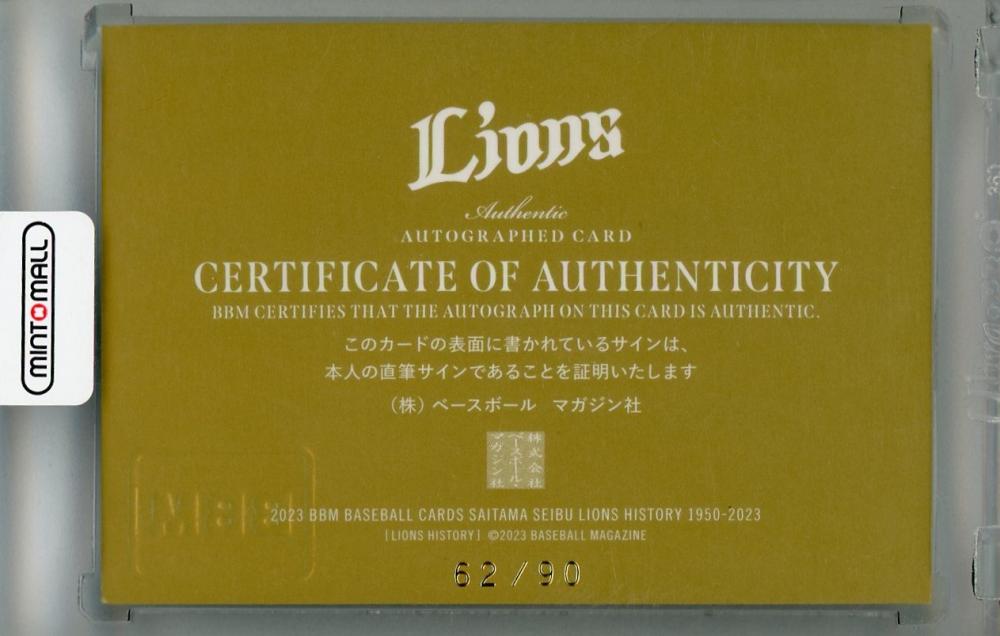 Lions
Authentic
AUTOGRAPHED CARD
CERTIFICATE OF AUTHENTICITY
BBM CERTIFIES THAT THE AUTOGRAPH ON THIS CARD IS AUTHENTIC.
このカードの表面に書かれているサインは、
本人の直筆サインであることを証明いたします
（株）ベースボール マガジン社
株式会社
ベースボール・
マガジン社
2023 BBM BASEBALL CARDS SAITAMA SEIBU LIONS HISTORY 1950-2023
[LIONS HISTORY] ©2023 BASEBALL MAGAZINE
62/90
MINTOMALL